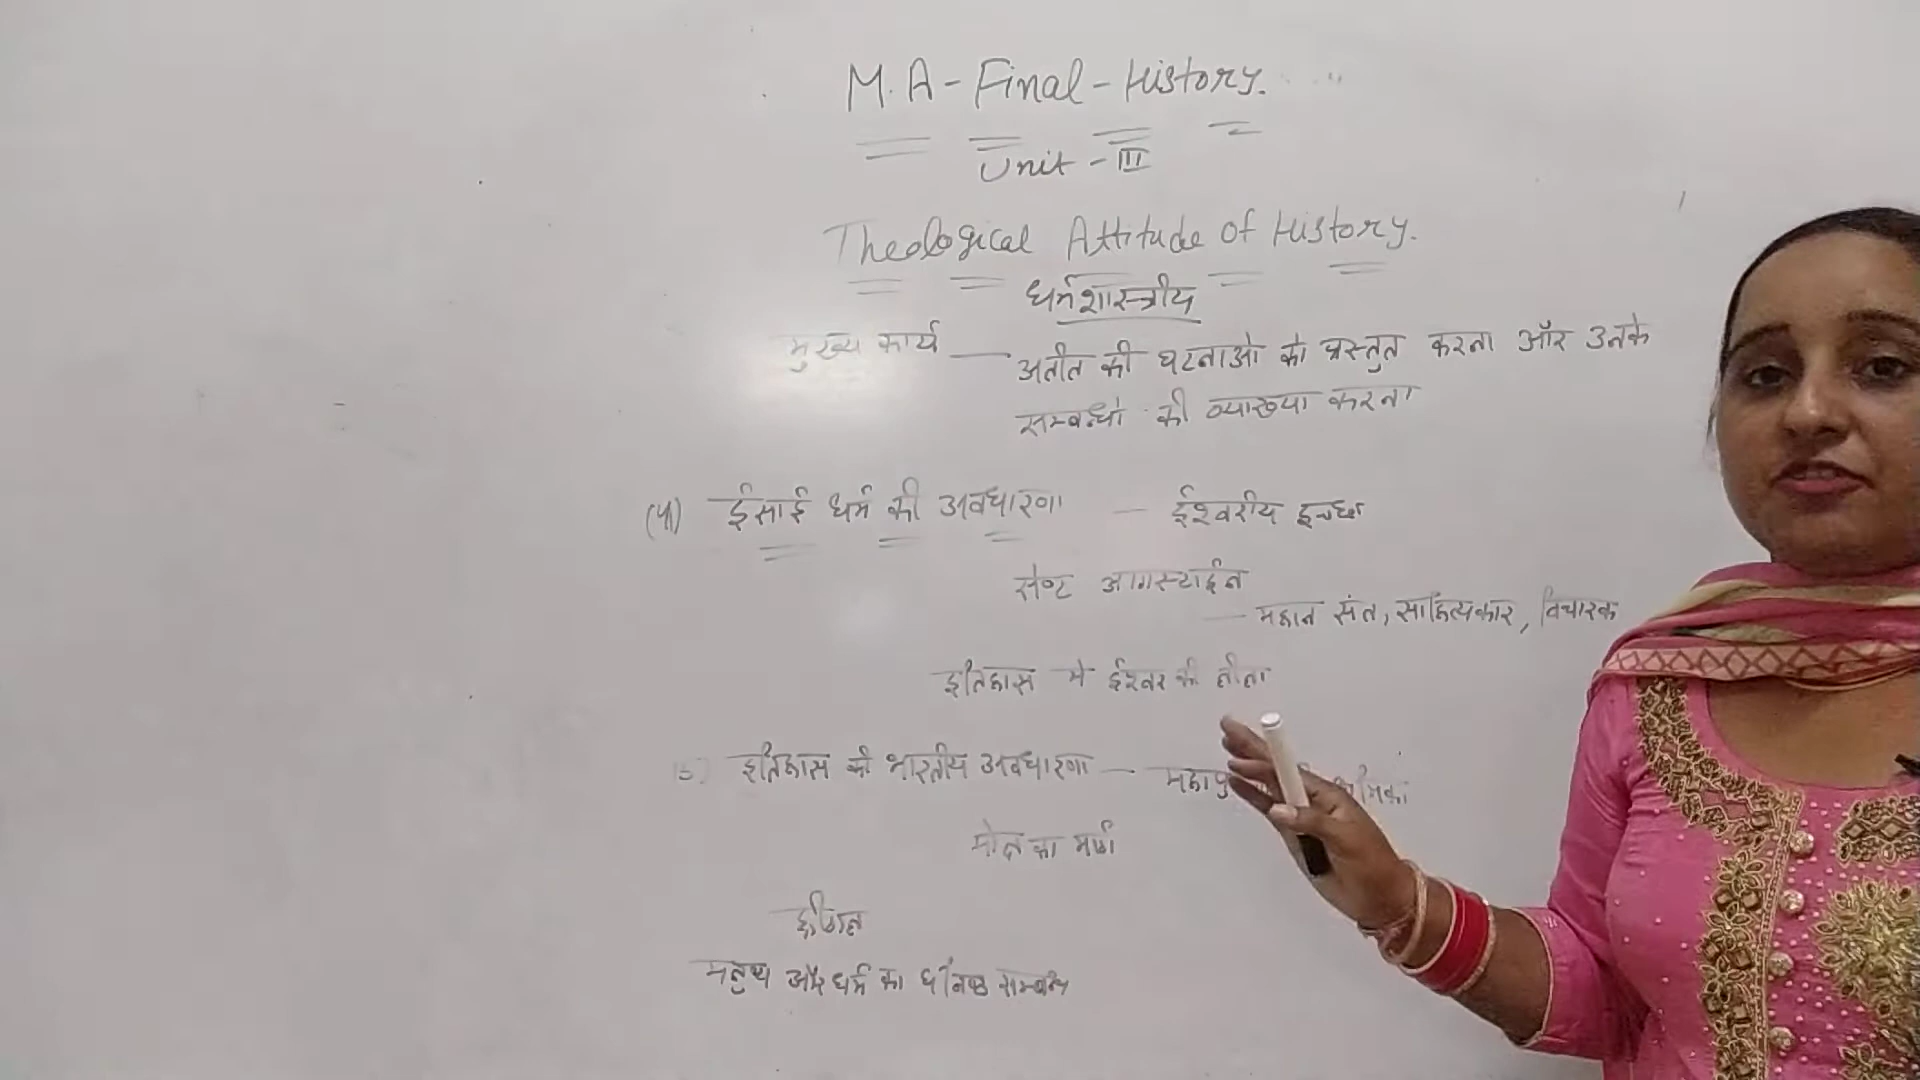 M.A - Final - History.
Unit - III
Theological Attitude of History.
धर्मशास्त्रीय
मुख्य कार्य — अतीत की घटनाओ को प्रस्तुत करना और उनके
सम्बन्धो की व्याख्या करना
ईसाई धर्म की अवधारणा — ईश्वरीय इच्छा
सेण्ट आगस्टाईन
— महान संत, साहित्यकार, विचारक
इतिहास मे ईश्वर की लीला
इतिहास की भारतीय अवधारणा —
मोक्ष का मार्ग
हीगल
मनुष्य और धर्म का घनिष्ठ सम्बन्ध